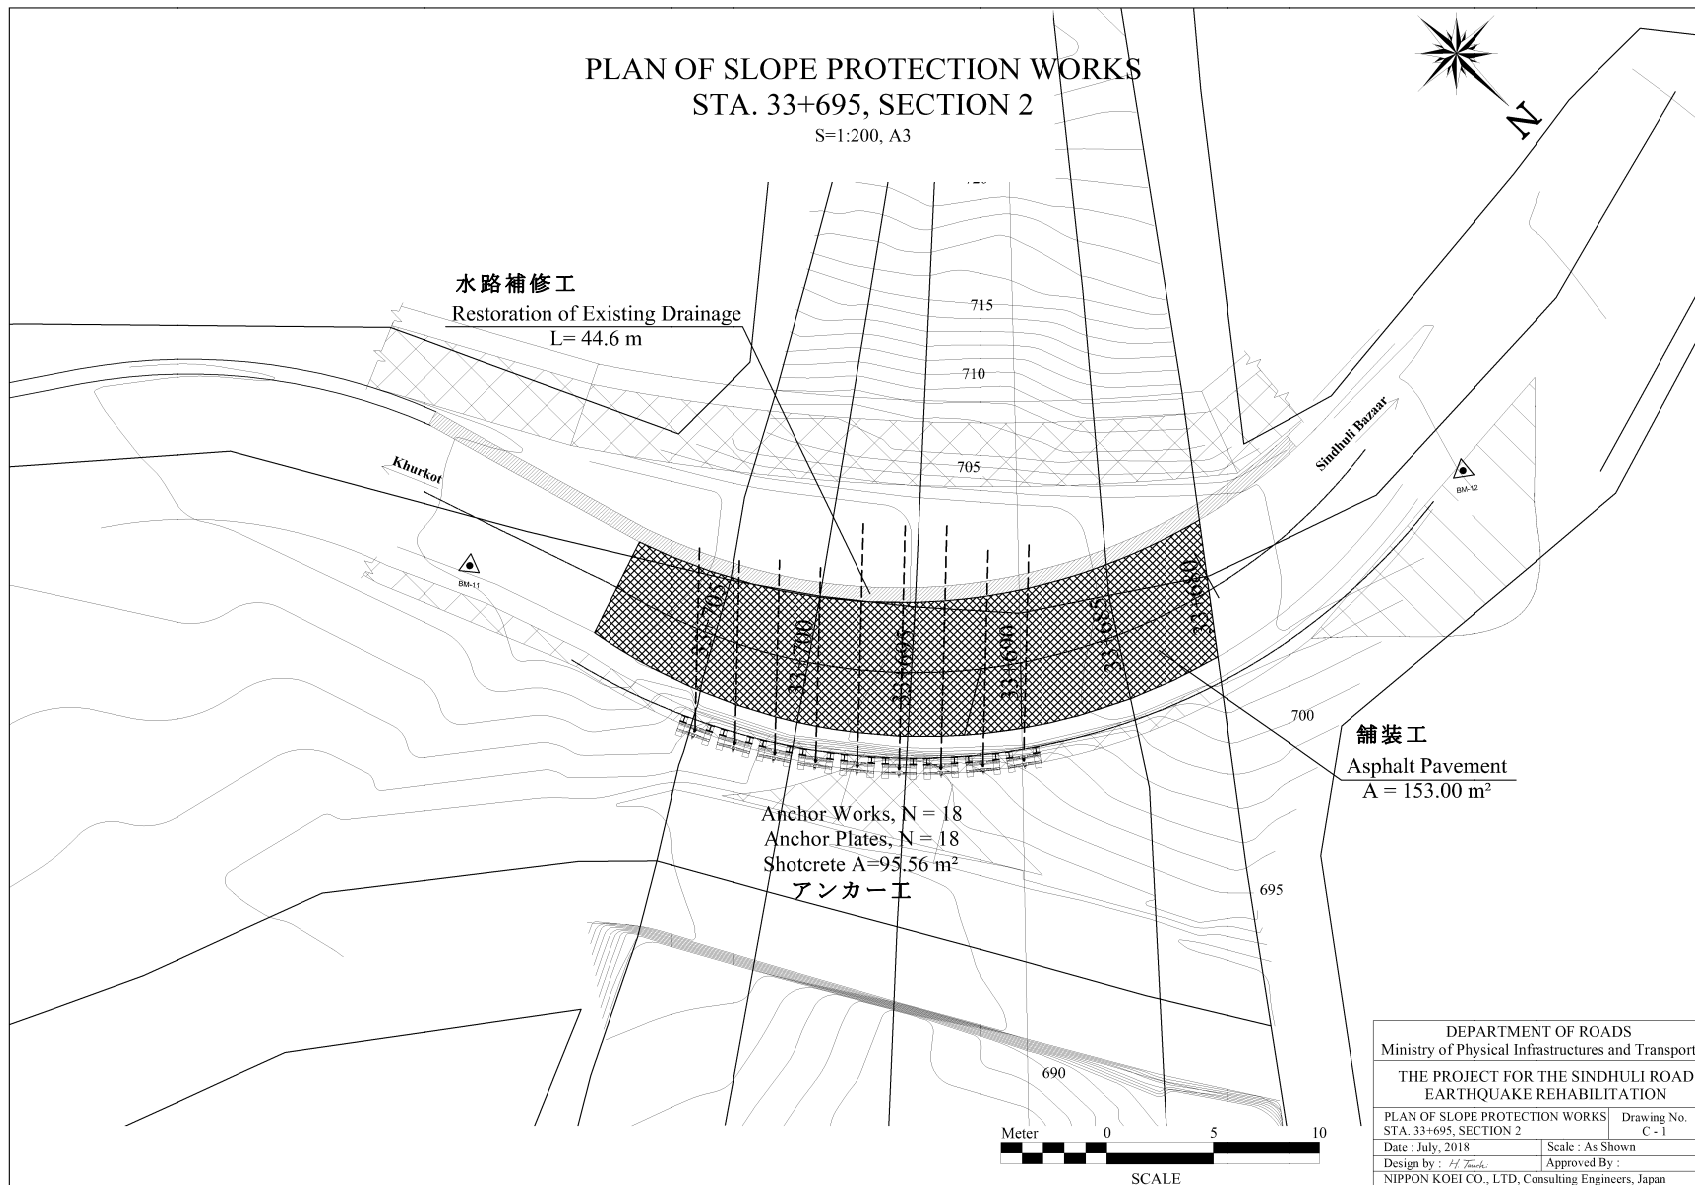 PLAN OF SLOPE PROTECTION WORKS
STA. 33+695, SECTION 2
S=1:200, A3
N
水路補修工
Restoration of Existing Drainage
L= 44.6 m
715
710
705
Khurkot
Sindhuli Bazaar
BM-11
BM-12
33+705
33+700
33+695
33+690
33+685
33+680
700
舗装工
Asphalt Pavement
A = 153.00 m²
Anchor Works, N = 18
Anchor Plates, N = 18
Shotcrete A=95.56 m²
アンカー工
695
690
Meter 0 5 10
SCALE
DEPARTMENT OF ROADS
Ministry of Physical Infrastructures and Transport
THE PROJECT FOR THE SINDHULI ROAD
EARTHQUAKE REHABILITATION
PLAN OF SLOPE PROTECTION WORKS
STA. 33+695, SECTION 2
Drawing No.
C - 1
Date : July, 2018
Scale : As Shown
Design by :
Approved By :
NIPPON KOEI CO., LTD, Consulting Engineers, Japan